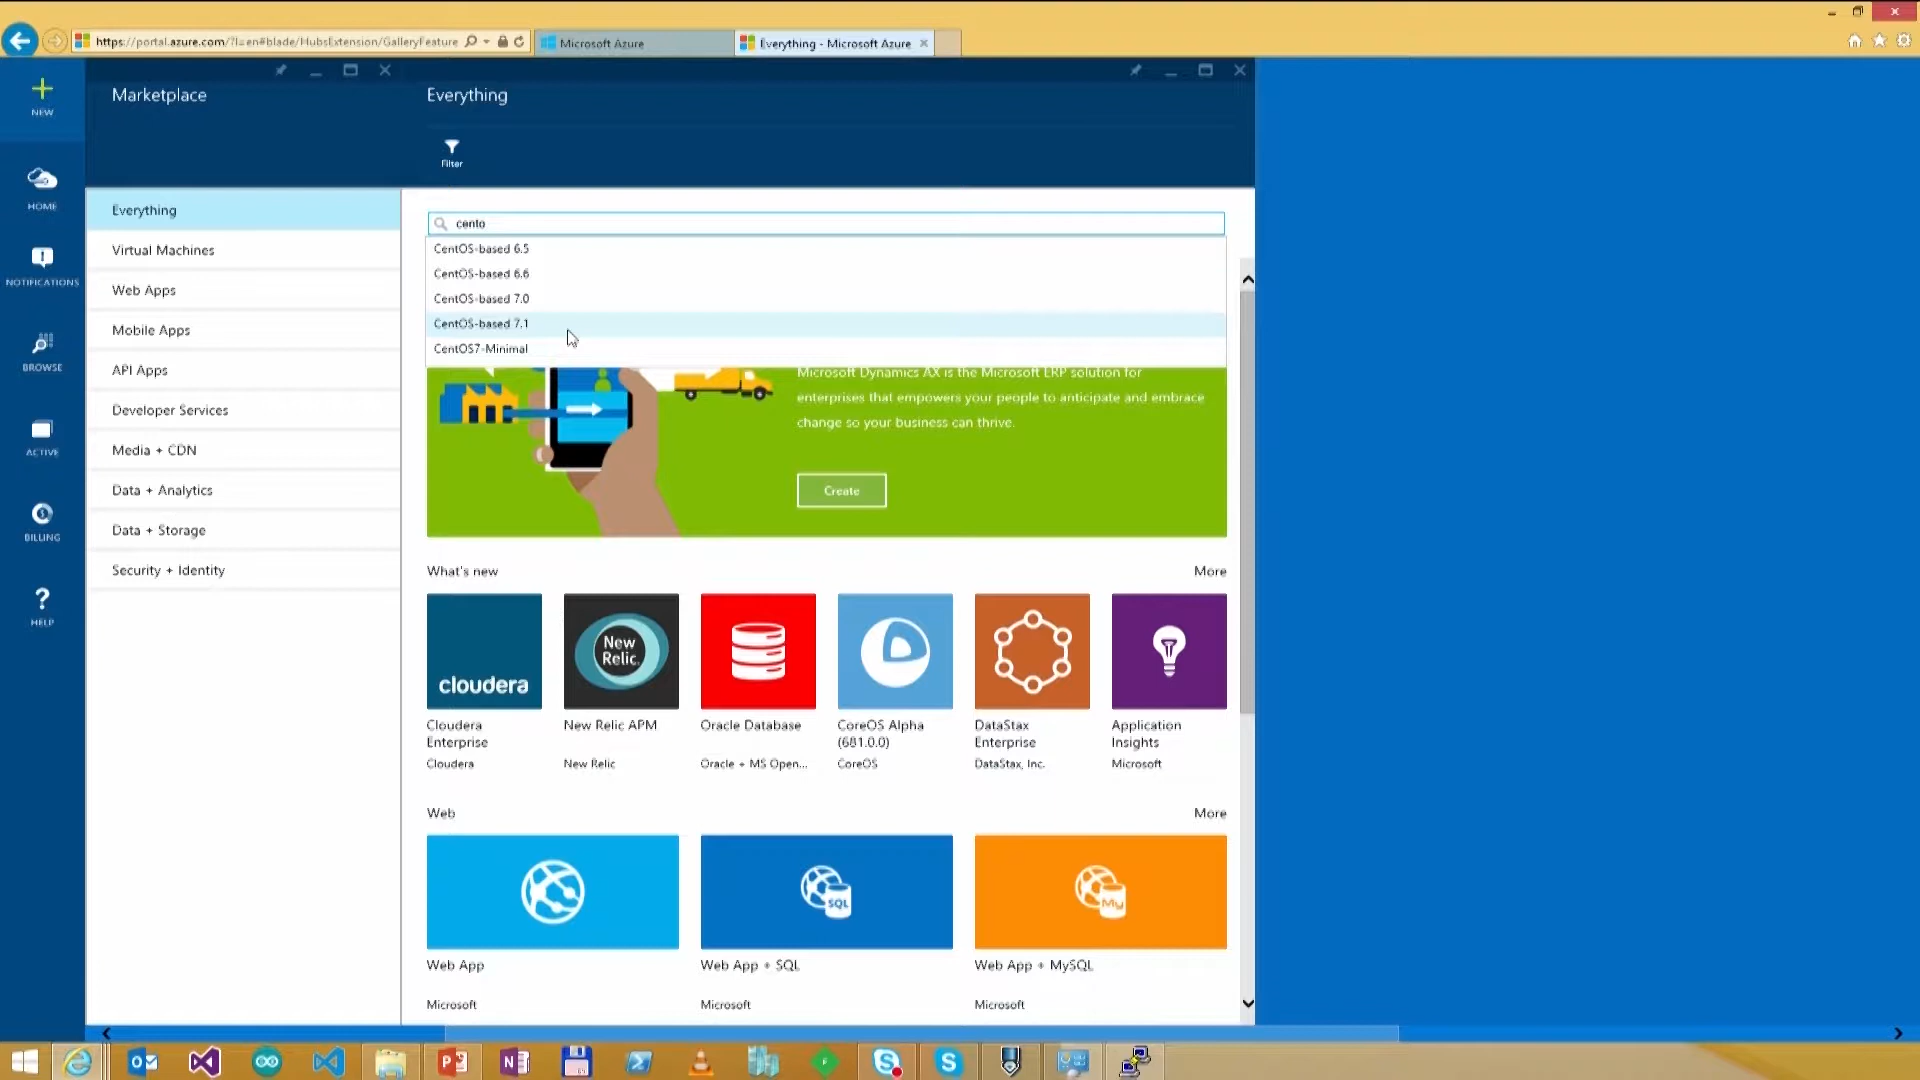 https://portal.azure.com/?l=en#blade/HubsExtension/GalleryFeature
Microsoft Azure
Everything - Microsoft Azure
NEW
HOME
NOTIFICATIONS
BROWSE
ACTIVE
BILLING
HELP
Marketplace
Everything
Virtual Machines
Web Apps
Mobile Apps
API Apps
Developer Services
Media + CDN
Data + Analytics
Data + Storage
Security + Identity
Everything
Filter
cento
CentOS-based 6.5
CentOS-based 6.6
CentOS-based 7.0
CentOS-based 7.1
CentOS7-Minimal
Microsoft Dynamics AX is the Microsoft ERP solution for
enterprises that empowers your people to anticipate and embrace
change so your business can thrive.
Create
What's new
More
cloudera
New
Relic.
Cloudera
Enterprise
Cloudera
New Relic APM
New Relic
Oracle Database
Oracle + MS Open...
CoreOS Alpha
(681.0.0)
CoreOS
DataStax
Enterprise
DataStax, Inc.
Application
Insights
Microsoft
Web
More
SQL
My
Web App
Microsoft
Web App + SQL
Microsoft
Web App + MySQL
Microsoft